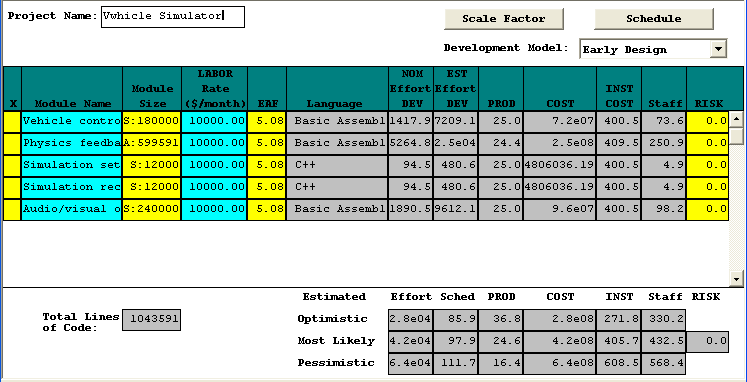 Project Name: Vwhicle Simulator Scale Factor Schedule
Development Model: Early Design
X Module Name Module Size LABOR Rate ($/month) EAF Language NOM Effort DEV EST Effort DEV PROD COST INST COST Staff RISK
Vehicle contro S:180000 10000.00 5.08 Basic Assembl 1417.9 7209.1 25.0 7.2e07 400.5 73.6 0.0
Physics feedba A:599591 10000.00 5.08 Basic Assembl 5264.8 2.5e04 24.4 2.5e08 409.5 250.9 0.0
Simulation set S:12000 10000.00 5.08 C++ 94.5 480.6 25.0 4806036.19 400.5 4.9 0.0
Simulation rec S:12000 10000.00 5.08 C++ 94.5 480.6 25.0 4806036.19 400.5 4.9 0.0
Audio/visual o S:240000 10000.00 5.08 Basic Assembl 1890.5 9612.1 25.0 9.6e07 400.5 98.2 0.0
Estimated Effort Sched PROD COST INST Staff RISK
Total Lines of Code: 1043591
Optimistic 2.8e04 85.9 36.8 2.8e08 271.8 330.2
Most Likely 4.2e04 97.9 24.6 4.2e08 405.7 432.5 0.0
Pessimistic 6.4e04 111.7 16.4 6.4e08 608.5 568.4